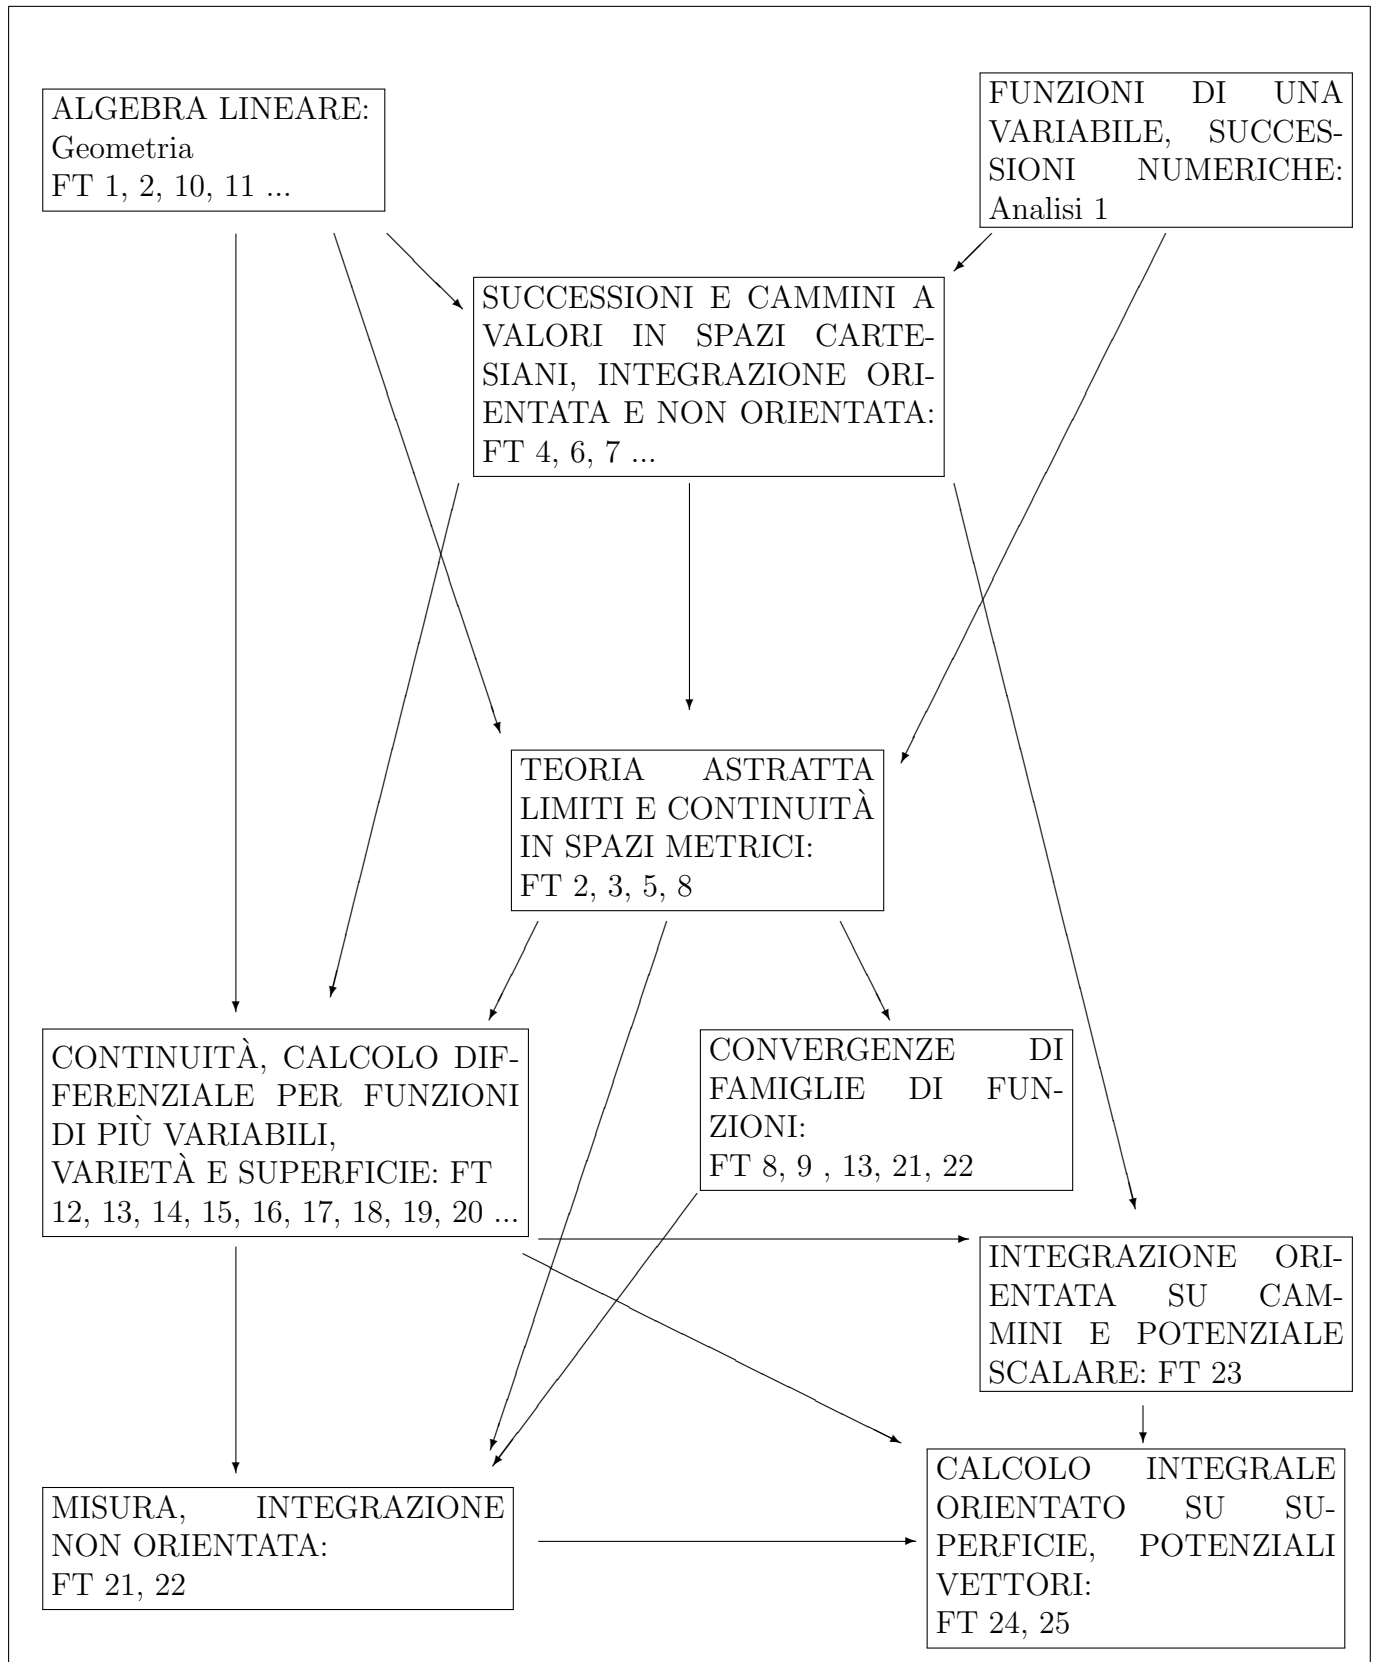 ALGEBRA LINEARE:
Geometria
FT 1, 2, 10, 11 ...
FUNZIONI DI UNA
VARIABILE, SUCCES-
SIONI NUMERICHE:
Analisi 1
SUCCESSIONI E CAMMINI A
VALORI IN SPAZI CARTE-
SIANI, INTEGRAZIONE ORI-
ENTATA E NON ORIENTATA:
FT 4, 6, 7 ...
TEORIA ASTRATTA
LIMITI E CONTINUITÀ
IN SPAZI METRICI:
FT 2, 3, 5, 8
CONTINUITÀ, CALCOLO DIF-
FERENZIALE PER FUNZIONI
DI PIÙ VARIABILI,
VARIETÀ E SUPERFICIE: FT
12, 13, 14, 15, 16, 17, 18, 19, 20 ...
CONVERGENZE DI
FAMIGLIE DI FUN-
ZIONI:
FT 8, 9 , 13, 21, 22
INTEGRAZIONE ORI-
ENTATA SU CAM-
MINI E POTENZIALE
SCALARE: FT 23
MISURA, INTEGRAZIONE
NON ORIENTATA:
FT 21, 22
CALCOLO INTEGRALE
ORIENTATO SU SU-
PERFICIE, POTENZIALI
VETTORI:
FT 24, 25